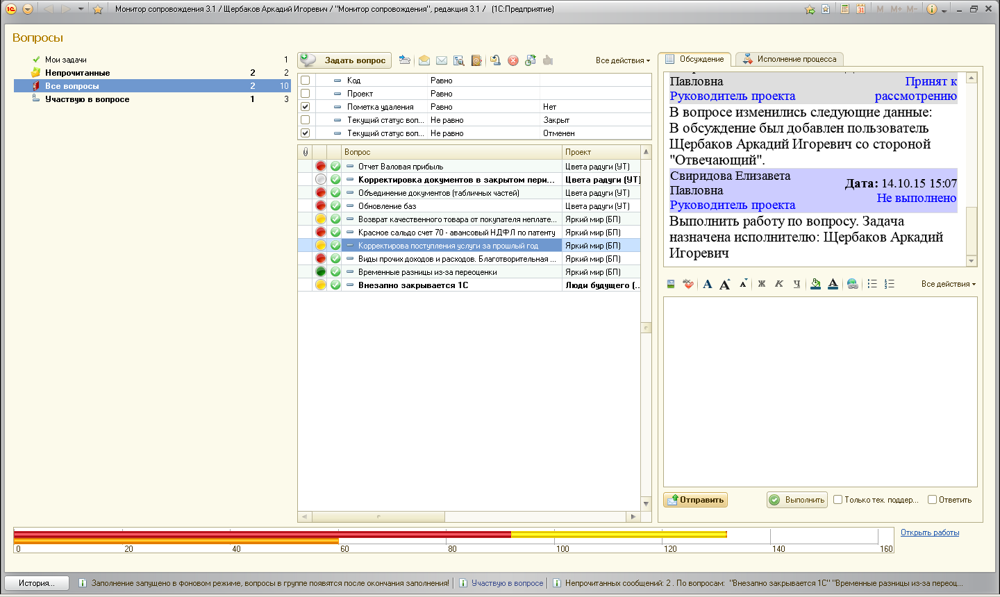 Монитор сопровождения 3.1 / Щербаков Аркадий Игоревич / "Монитор сопровождения", редакция 3.1 / (1С:Предприятие)
M M+ M-
Вопросы
Мои задачи 1
Непрочитанные 2 2
Все вопросы 2 10
Участвую в вопросе 1 3
Задать вопрос
Все действия
Код Равно
Проект Равно
Пометка удаления Равно Нет
Текущий статус воп... Не равно Закрыт
Текущий статус воп... Не равно Отменен
Вопрос Проект
Отчет Валовая прибыль Цвета радуги (УТ)
Корректировка документов в закрытом пери... Цвета радуги (УТ)
Объединение документов (табличных частей) Цвета радуги (УТ)
Обновление баз Цвета радуги (УТ)
Возврат качественного товара от покупателя неплате... Яркий мир (БП)
Красное сальдо счет 70 - авансовый НДФЛ по патенту Яркий мир (БП)
Корректирова поступления услуги за прошлый год Яркий мир (БП)
Виды прочих доходов и расходов. Благотворительная ... Яркий мир (БП)
Временные разницы из-за переоценки Яркий мир (БП)
Внезапно закрывается 1С Люди будущего (...
Обсуждение Исполнение процесса
Павловна Принят к
Руководитель проекта рассмотрению
В вопросе изменились следующие данные:
В обсуждение был добавлен пользователь
Щербаков Аркадий Игоревич со стороной
"Отвечающий".
Свиридова Елизавета
Павловна Дата: 14.10.15 15:07
Руководитель проекта Не выполнено
Выполнить работу по вопросу. Задача
назначена исполнителю: Щербаков Аркадий
Игоревич
А А А Ж К Ч А Все действия
Отправить Выполнить Только тех. поддер... Ответить
0 20 40 60 80 100 120 140 160
Открыть работы
История... Заполнение запущено в фоновом режиме, вопросы в группе появятся после окончания заполнения! Участвую в вопросе Непрочитанных сообщений: 2 . По вопросам: "Внезапно закрывается 1С" "Временные разницы из-за переоц...